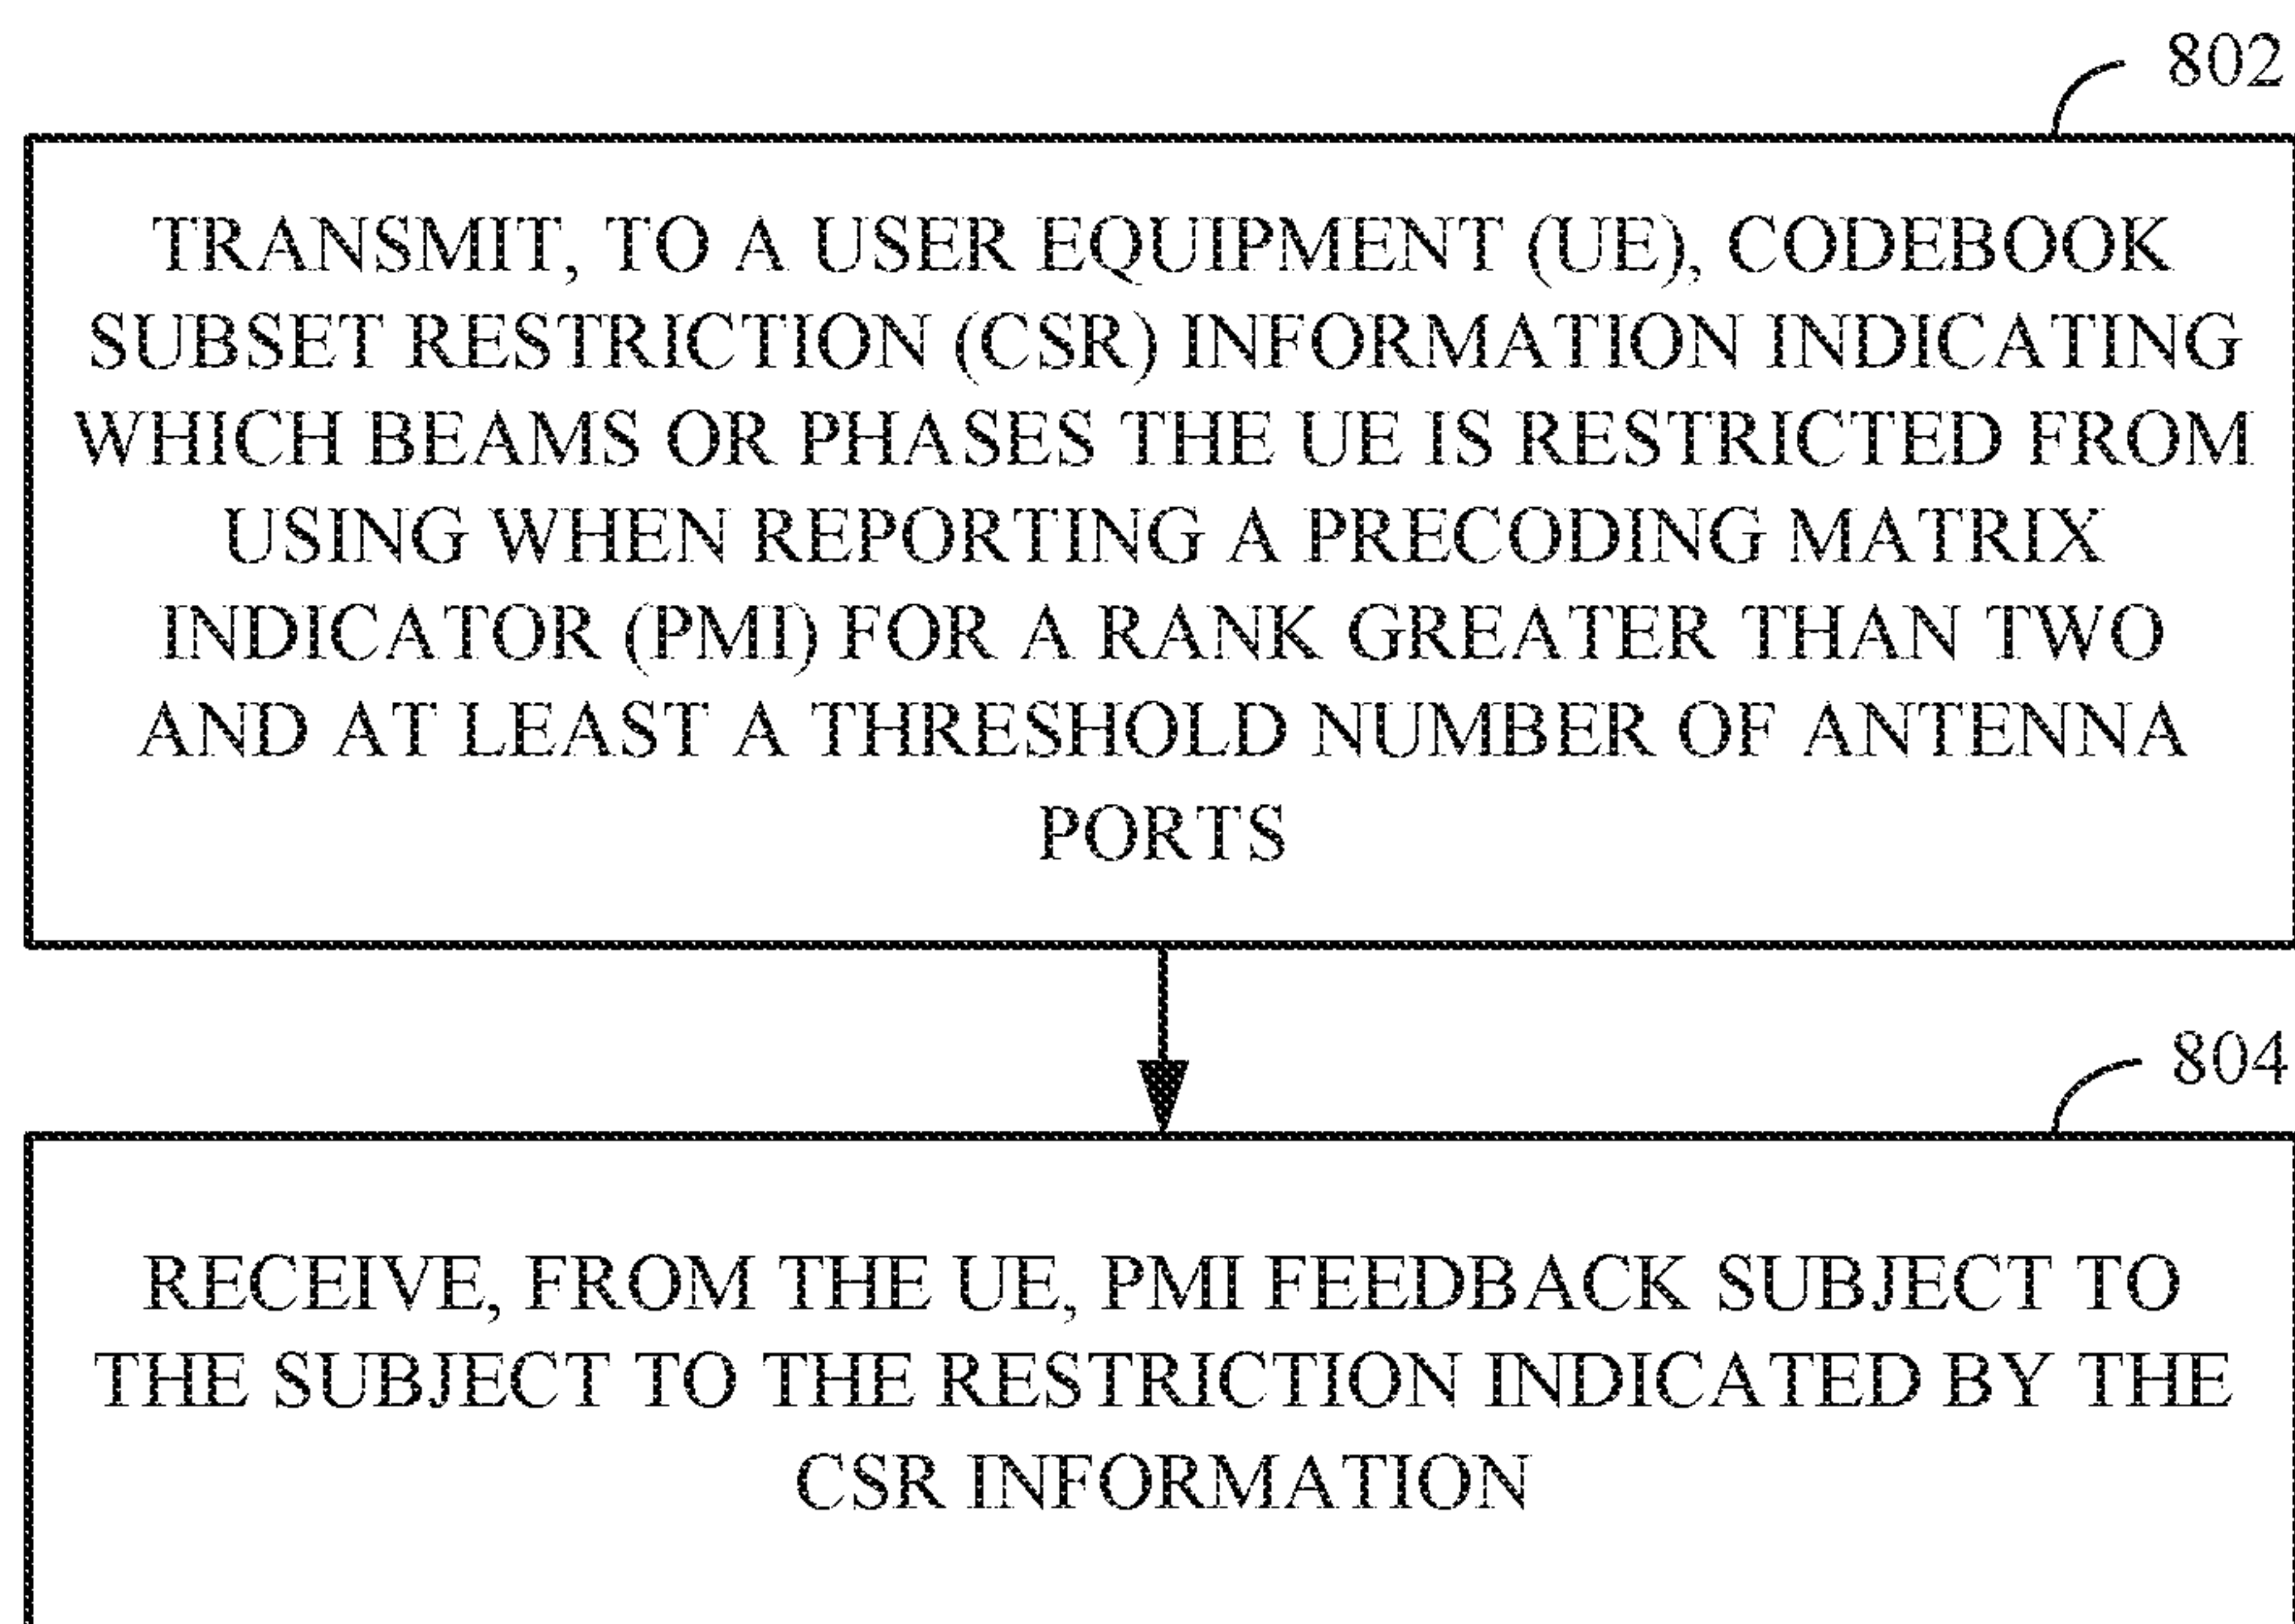 802
TRANSMIT, TO A USER EQUIPMENT (UE), CODEBOOK
SUBSET RESTRICTION (CSR) INFORMATION INDICATING
WHICH BEAMS OR PHASES THE UE IS RESTRICTED FROM
USING WHEN REPORTING A PRECODING MATRIX
INDICATOR (PMI) FOR A RANK GREATER THAN TWO
AND AT LEAST A THRESHOLD NUMBER OF ANTENNA
PORTS
804
RECEIVE, FROM THE UE, PMI FEEDBACK SUBJECT TO
THE SUBJECT TO THE RESTRICTION INDICATED BY THE
CSR INFORMATION